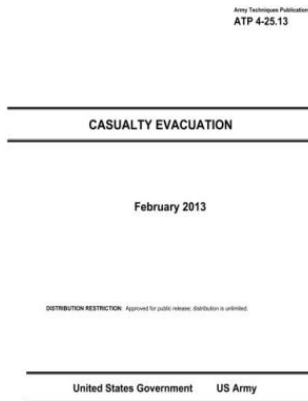 Army Techniques Publication
ATP 4-25.13
CASUALTY EVACUATION
February 2013
DISTRIBUTION RESTRICTION: Approved for public release; distribution is unlimited.
United States Government US Army